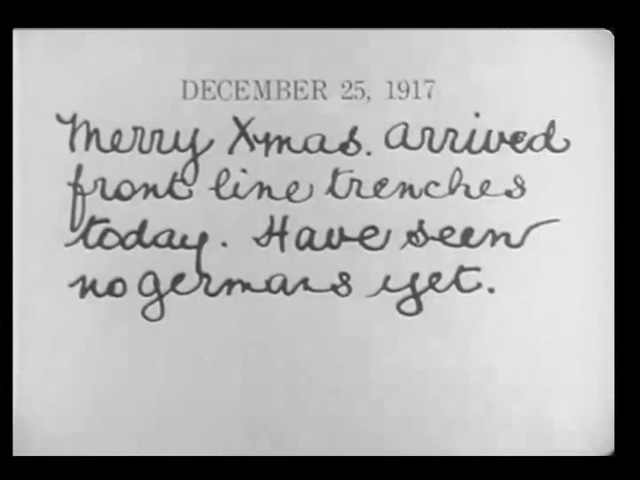 DECEMBER 25, 1917
Merry Xmas. arrived
front line trenches
today. Have seen
no germans yet.